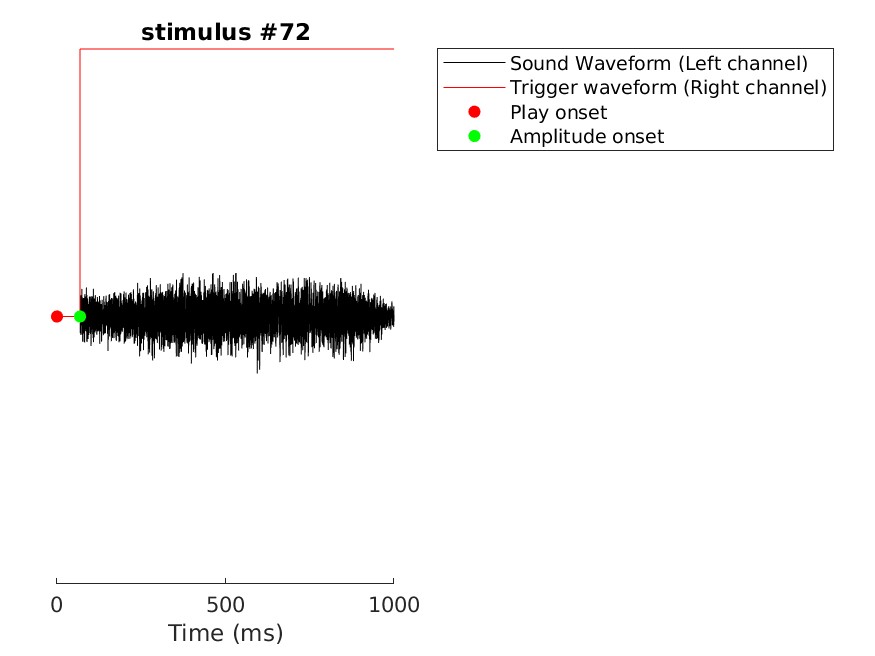 stimulus #72
Sound Waveform (Left channel)
Trigger waveform (Right channel)
Play onset
Amplitude onset
0 500 1000
Time (ms)